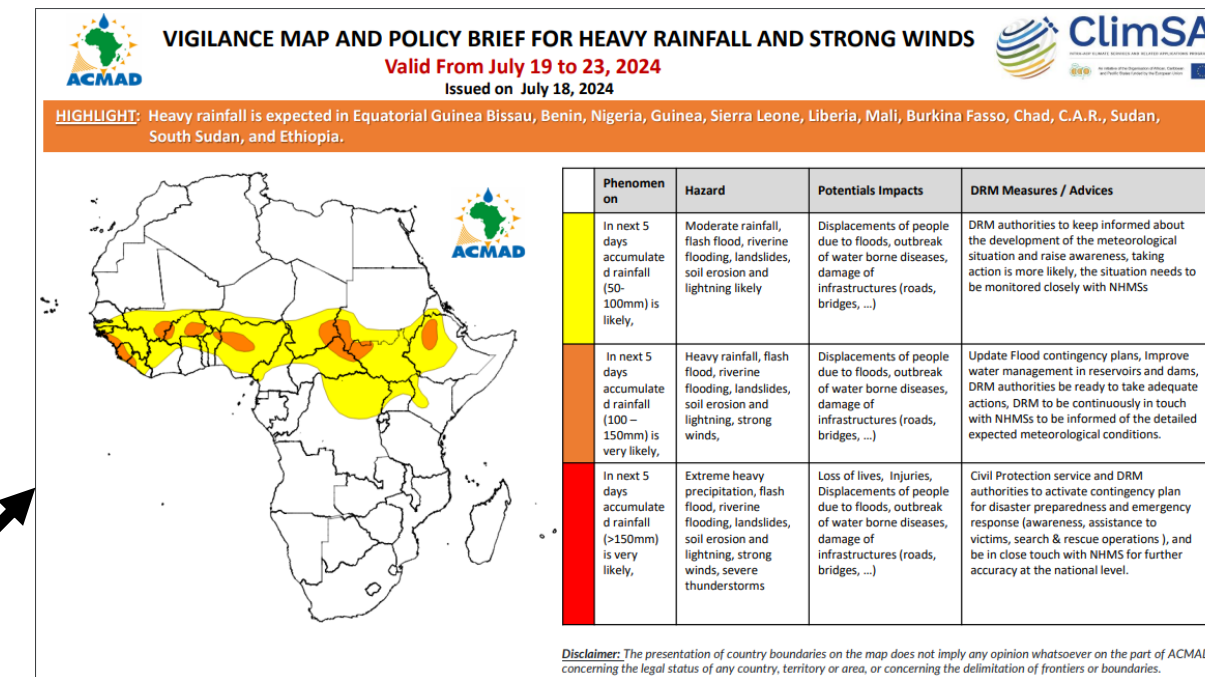 ACMAD
VIGILANCE MAP AND POLICY BRIEF FOR HEAVY RAINFALL AND STRONG WINDS
Valid From July 19 to 23, 2024
Issued on July 18, 2024
ClimSA
HIGHLIGHT: Heavy rainfall is expected in Equatorial Guinea Bissau, Benin, Nigeria, Guinea, Sierra Leone, Liberia, Mali, Burkina Fasso, Chad, C.A.R., Sudan,
South Sudan, and Ethiopia.
ACMAD
Phenomen
on
Hazard
Potentials Impacts
DRM Measures / Advices
In next 5
days
accumulate
d rainfall
(50-
100mm) is
likely,
Moderate rainfall,
flash flood, riverine
flooding, landslides,
soil erosion and
lightning likely
Displacements of people
due to floods, outbreak
of water borne diseases,
damage of
infrastructures (roads,
bridges, …)
DRM authorities to keep informed about
the development of the meteorological
situation and raise awareness, taking
action is more likely, the situation needs to
be monitored closely with NHMSs
In next 5
days
accumulate
d rainfall
(100 –
150mm) is
very likely,
Heavy rainfall, flash
flood, riverine
flooding, landslides,
soil erosion and
lightning, strong
winds,
Displacements of people
due to floods, outbreak
of water borne diseases,
damage of
infrastructures (roads,
bridges, …)
Update Flood contingency plans, Improve
water management in reservoirs and dams,
DRM authorities be ready to take adequate
actions, DRM to be continuously in touch
with NHMSs to be informed of the detailed
expected meteorological conditions.
In next 5
days
accumulate
d rainfall
(>150mm)
is very
likely,
Extreme heavy
precipitation, flash
flood, riverine
flooding, landslides,
soil erosion and
lightning, strong
winds, severe
thunderstorms
Loss of lives, Injuries,
Displacements of people
due to floods, outbreak
of water borne diseases,
damage of
infrastructures (roads,
bridges, …)
Civil Protection service and DRM
authorities to activate contingency plan
for disaster preparedness and emergency
response (awareness, assistance to
victims, search & rescue operations ), and
be in close touch with NHMS for further
accuracy at the national level.
Disclaimer: The presentation of country boundaries on the map does not imply any opinion whatsoever on the part of ACMAD
concerning the legal status of any country, territory or area, or concerning the delimitation of frontiers or boundaries.